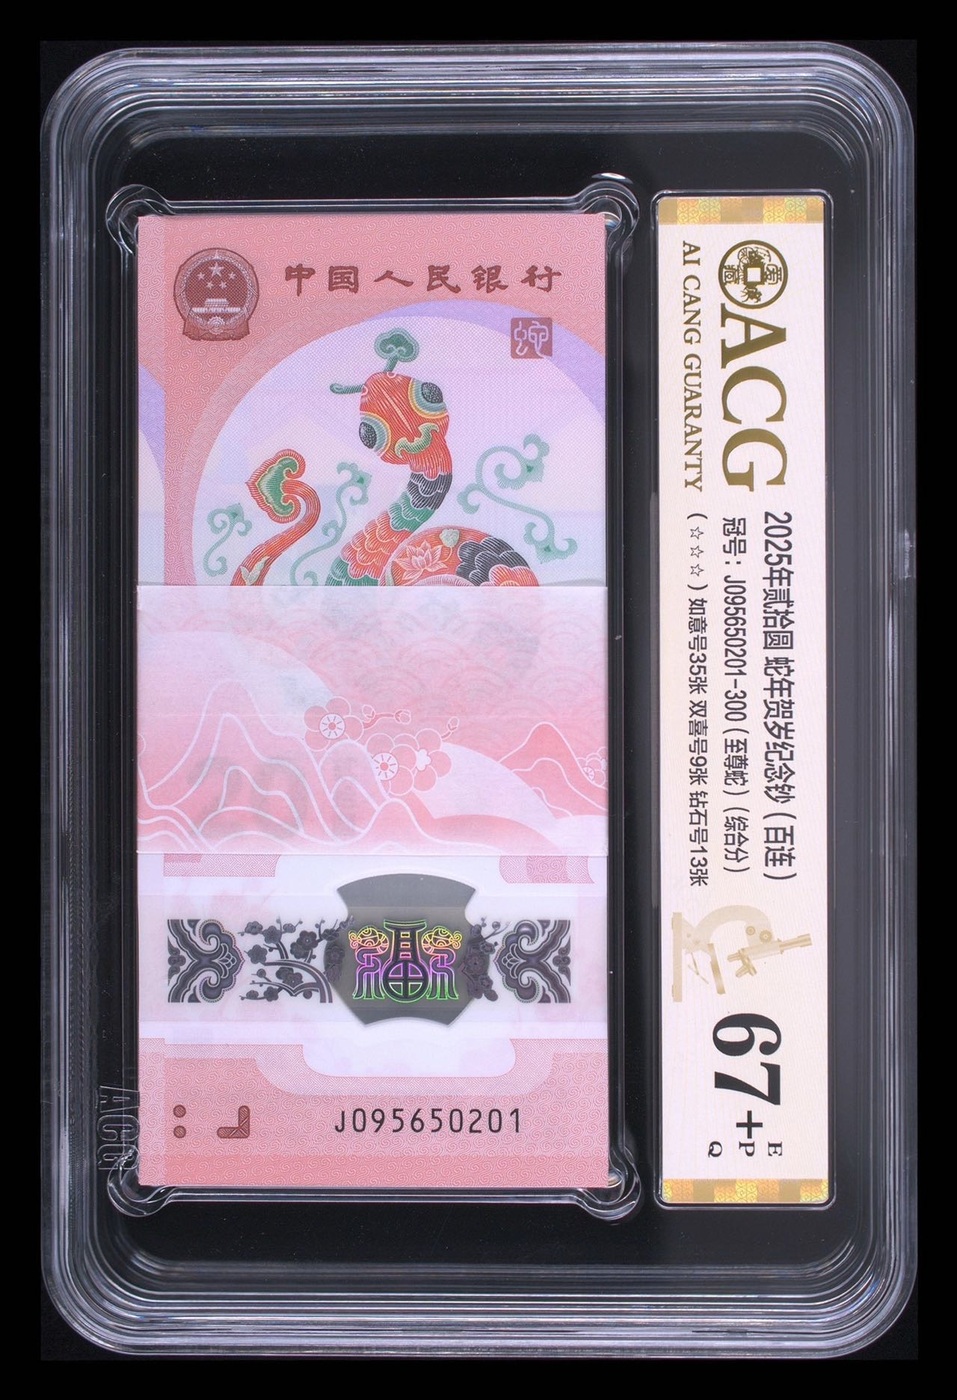 中国人民银行
蛇
J095650201
福
ACG
ACG
AI CANG GUARANTY
2025年贰拾圆 蛇年贺岁纪念钞（百连）
冠号：J095650201-300（至尊蛇）（综合分）
（☆☆☆）如意号35张 双喜号9张 钻石号13张
67+
E
P
Q